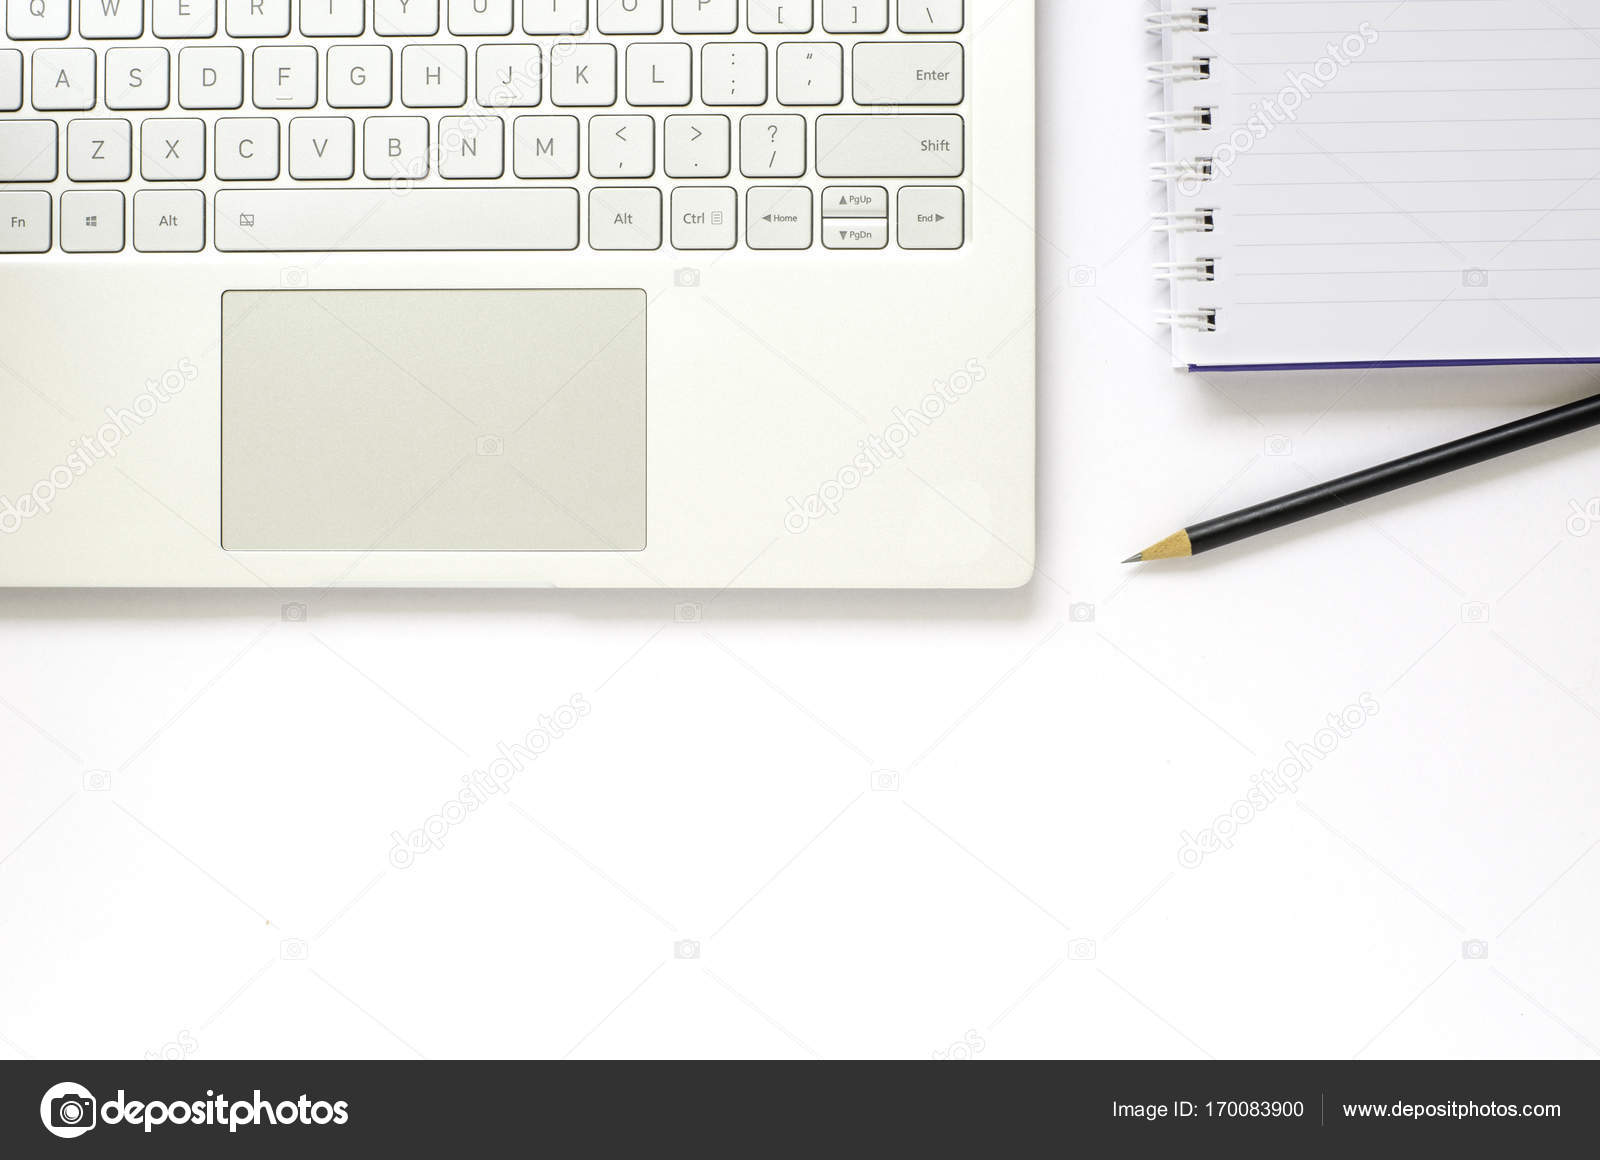 Q W E R T Y U I O P [ ] \
A S D F G H J K L ; : ' " Enter
Z X C V B N M < , > . ? / Shift
Fn Alt Alt Ctrl Home PgUp PgDn End
depositphotos
depositphotos
depositphotos
depositphotos
depositphotos
depositphotos
depositphotos Image ID: 170083900 www.depositphotos.com